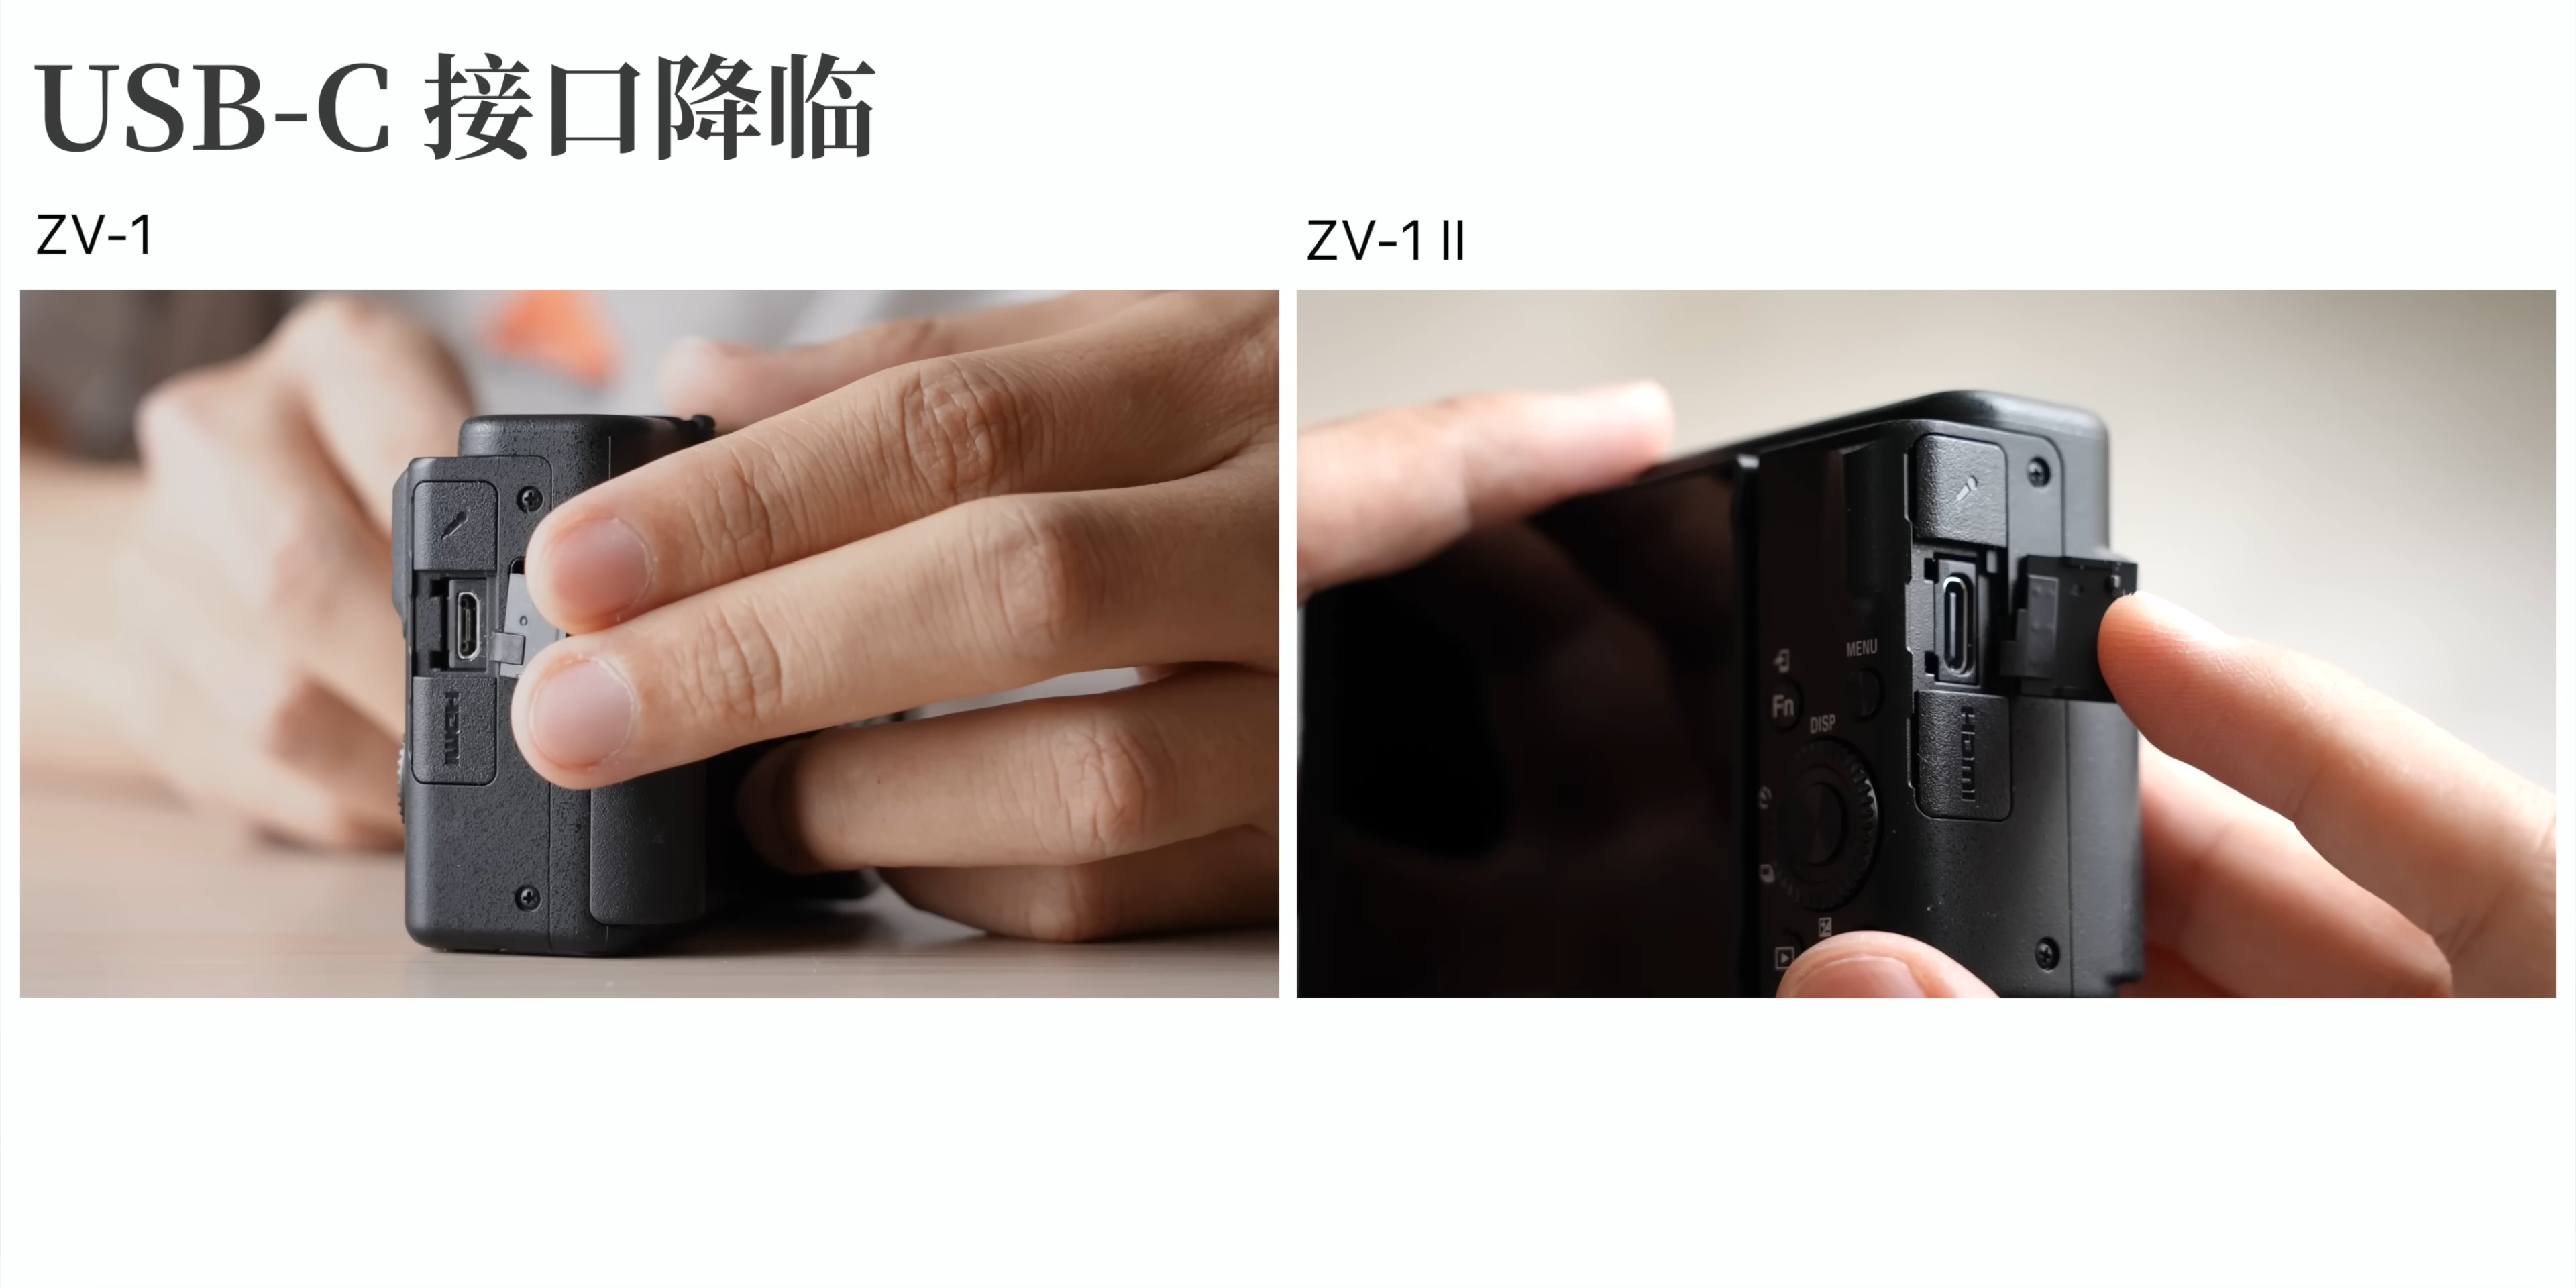 USB-C 接口降临
ZV-1
ZV-1 II
HDMI
MENU
Fn
DISP
HDMI